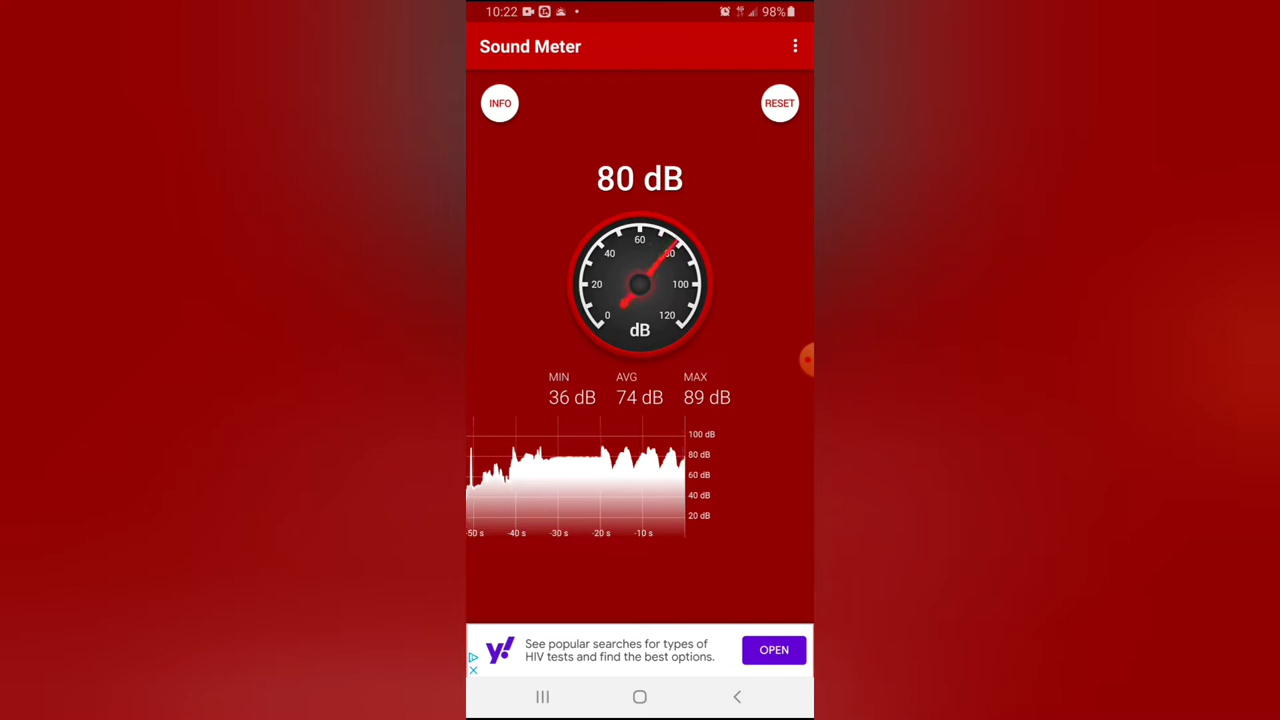 10:22 98%
Sound Meter
INFO RESET
80 dB
60
40 80
20 100
0 120
dB
MIN AVG MAX
36 dB 74 dB 89 dB
100 dB
80 dB
60 dB
40 dB
20 dB
-50 s -40 s -30 s -20 s -10 s
See popular searches for types of
HIV tests and find the best options.
OPEN
y!